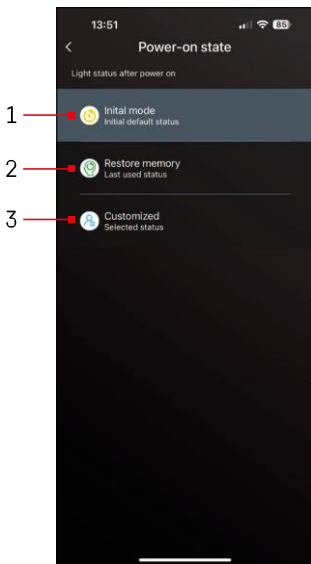 13:51
85
Power-on state
Light status after power on
1
Inital mode
Initial default status
2
Restore memory
Last used status
3
Customized
Selected status